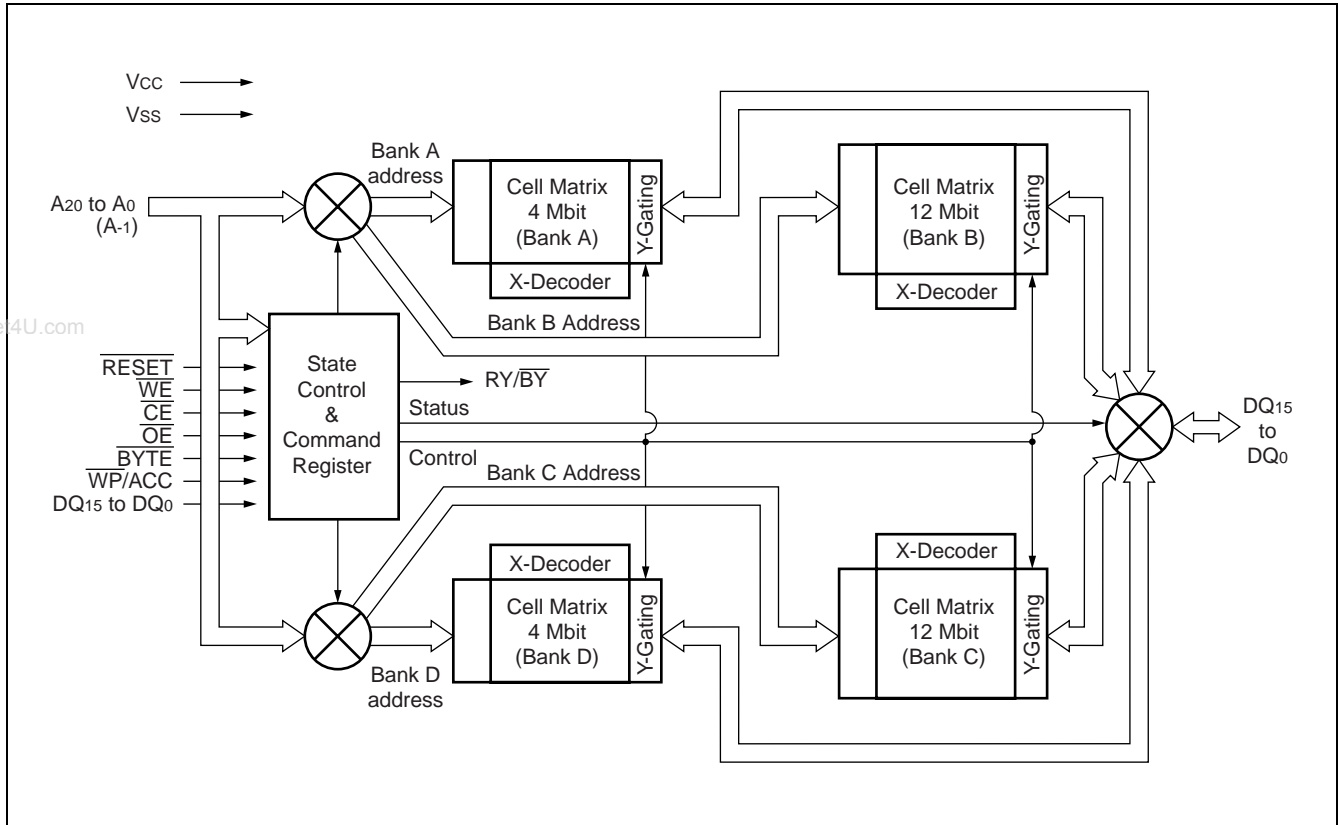 Vcc
Vss
A20 to A0
(A-1)
Bank A
address
Cell Matrix
4 Mbit
(Bank A)
Y-Gating
X-Decoder
Cell Matrix
12 Mbit
(Bank B)
Y-Gating
X-Decoder
Bank B Address
et4U.com
RESET
WE
CE
OE
BYTE
WP/ACC
DQ15 to DQ0
State
Control
&
Command
Register
RY/BY
Status
Control
DQ15
to
DQ0
Bank C Address
X-Decoder
Cell Matrix
4 Mbit
(Bank D)
Y-Gating
X-Decoder
Cell Matrix
12 Mbit
(Bank C)
Y-Gating
Bank D
address